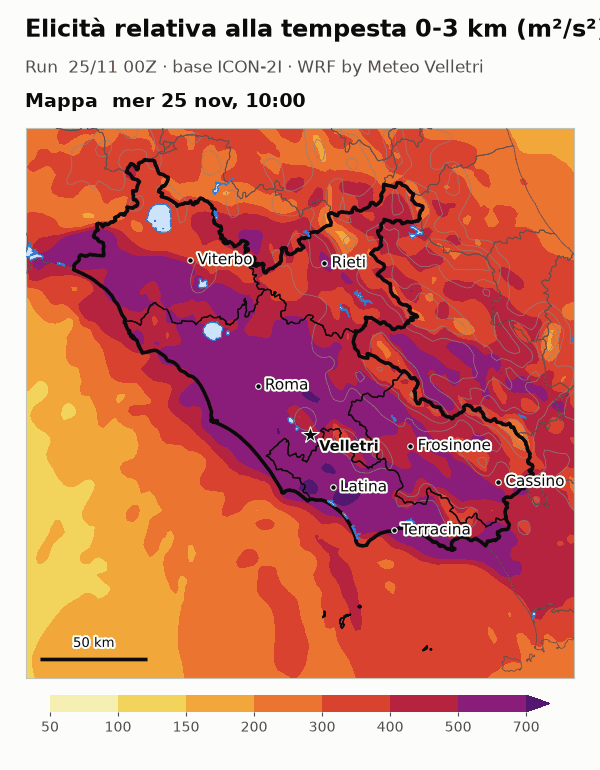 Elicità relativa alla tempesta 0-3 km (m²/s²)
Run 25/11 00Z · base ICON-2I · WRF by Meteo Velletri
Mappa mer 25 nov, 10:00
Viterbo
Rieti
Roma
Velletri
Frosinone
Cassino
Latina
Terracina
50 km
50 100 150 200 300 400 500 700